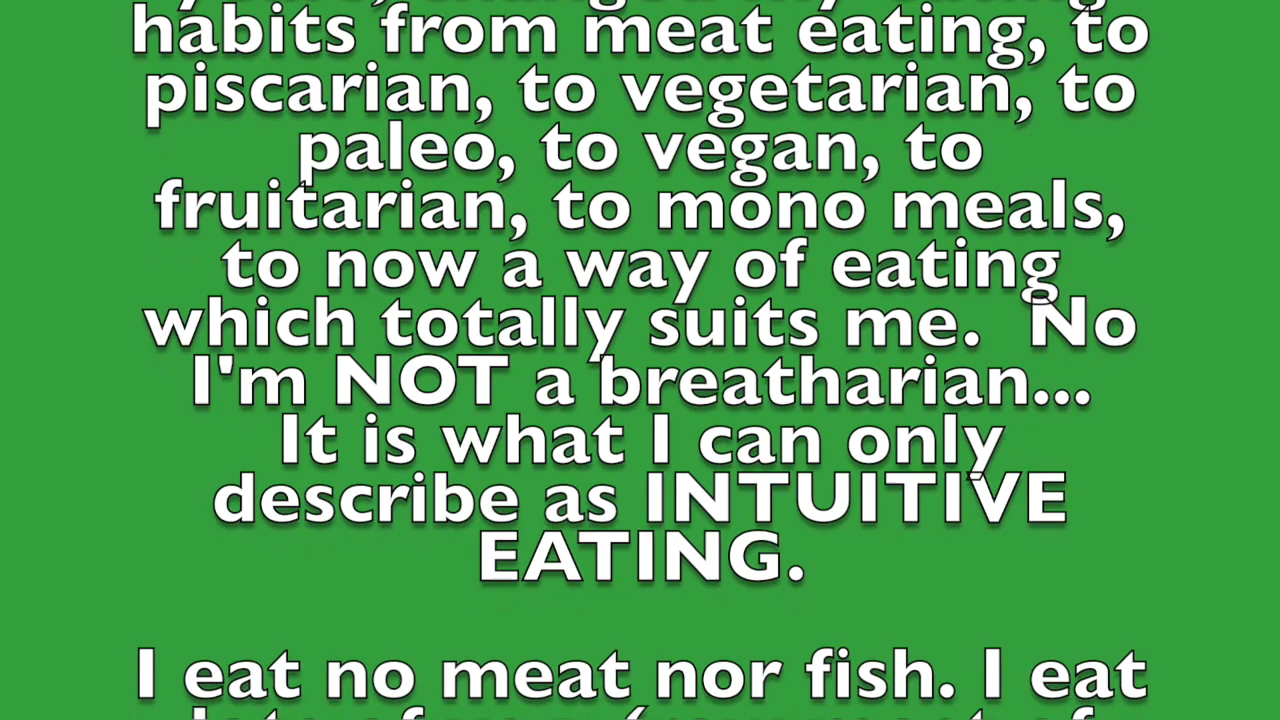 habits from meat eating, to
piscarian, to vegetarian, to
paleo, to vegan, to
fruitarian, to mono meals,
to now a way of eating
which totally suits me.  No
I'm NOT a breatharian...
It is what I can only
describe as INTUITIVE
EATING.
I eat no meat nor fish. I eat